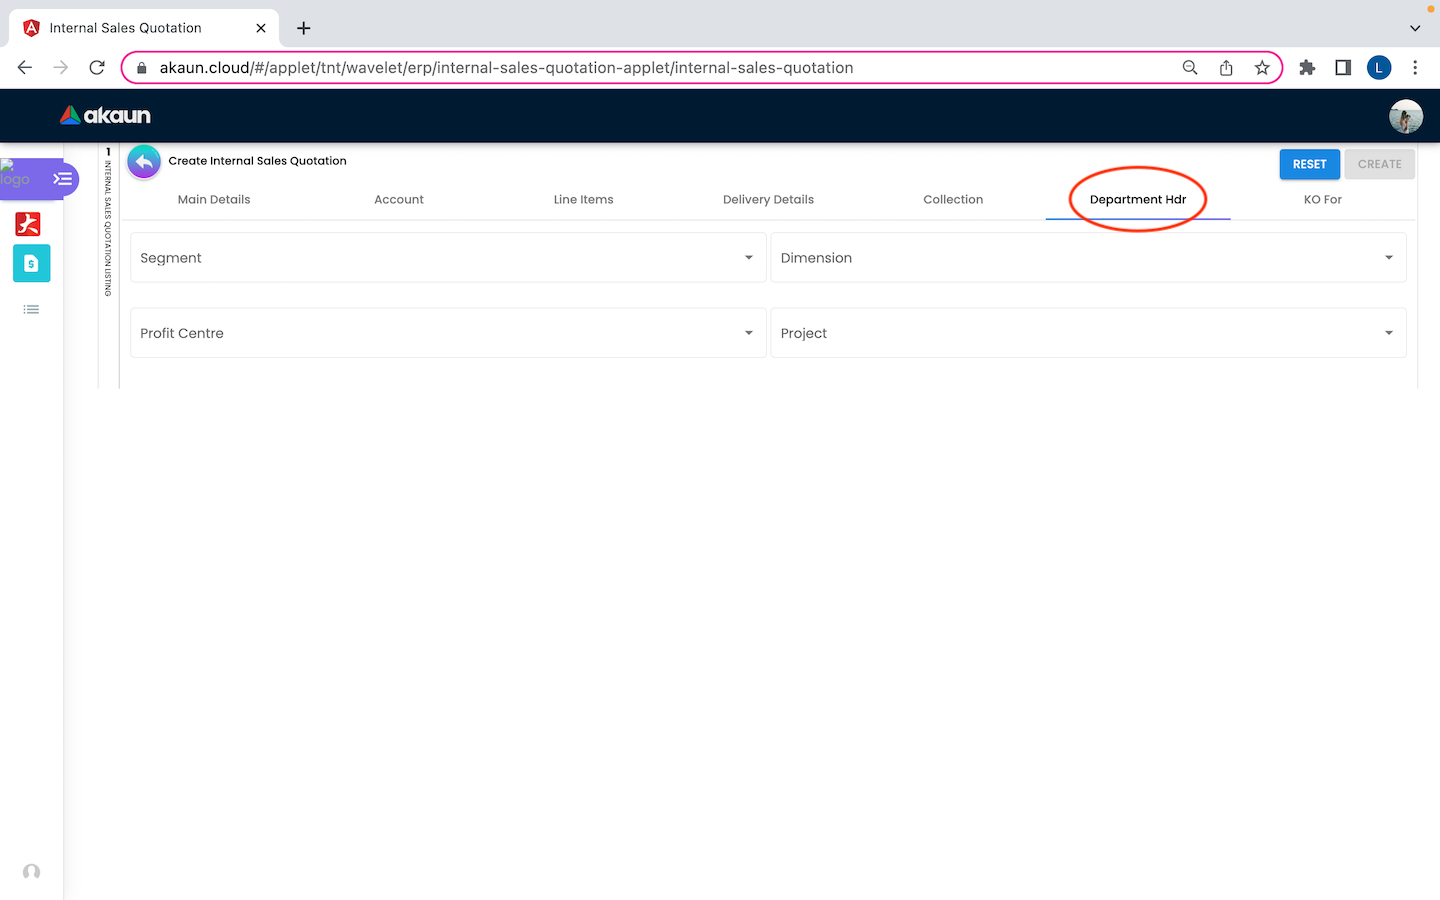 Internal Sales Quotation
akaun.cloud/#/applet/tnt/wavelet/erp/internal-sales-quotation-applet/internal-sales-quotation
L
akaun
logo
1
INTERNAL SALES QUOTATION LISTING
Create Internal Sales Quotation
RESET
CREATE
Main Details
Account
Line Items
Delivery Details
Collection
Department Hdr
KO For
Segment
Dimension
Profit Centre
Project